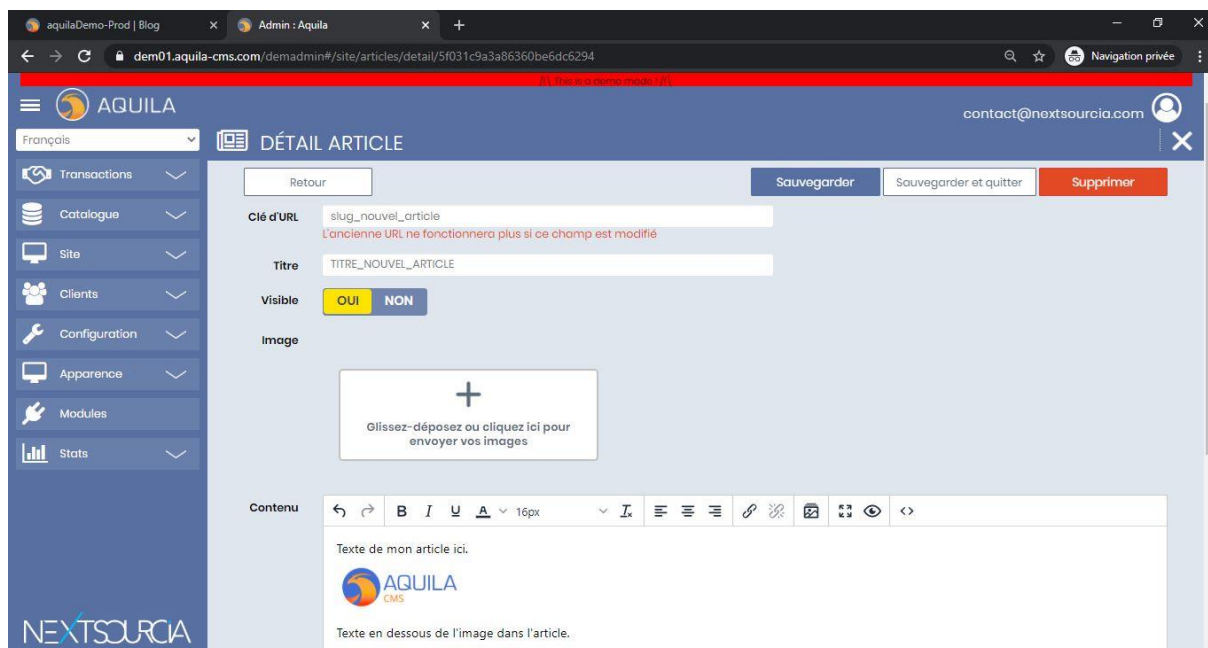 aquilaDemo-Prod | Blog
Admin : Aquila
dem01.aquila-cms.com/demadmin#/site/articles/detail/5f031c9a3a86360be6dc6294
Navigation privée
/!\ This is a demo mode ! /!\
AQUILA
contact@nextsourcia.com
Français
DÉTAIL ARTICLE
Transactions
Catalogue
Site
Clients
Configuration
Apparence
Modules
Stats
NEXTSOURCIA
Retour
Sauvegarder
Sauvegarder et quitter
Supprimer
Clé d'URL
slug_nouvel_article
L'ancienne URL ne fonctionnera plus si ce champ est modifié
Titre
TITRE_NOUVEL_ARTICLE
Visible
OUI
NON
Image
Glissez-déposez ou cliquez ici pour
envoyer vos images
Contenu
B I U A 16px
Texte de mon article ici.
AQUILA
CMS
Texte en dessous de l'image dans l'article.